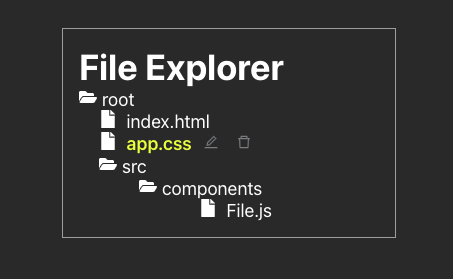 File Explorer
root
index.html
app.css
src
components
File.js